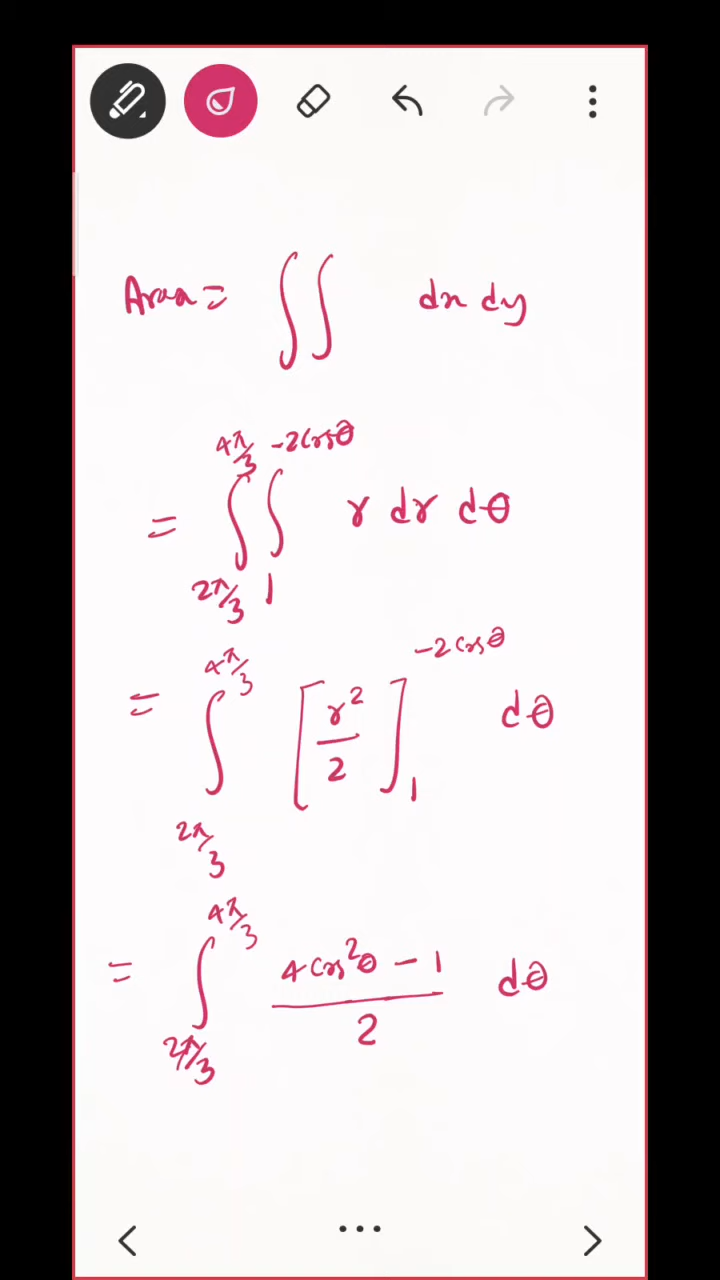 Area = ∫∫ dx dy
= ∫_{2π/3}^{4π/3} ∫_{1}^{-2cosθ} r dr dθ
= ∫_{2π/3}^{4π/3} [r²/2]_{1}^{-2cosθ} dθ
= ∫_{2π/3}^{4π/3} (4cos²θ - 1)/2 dθ